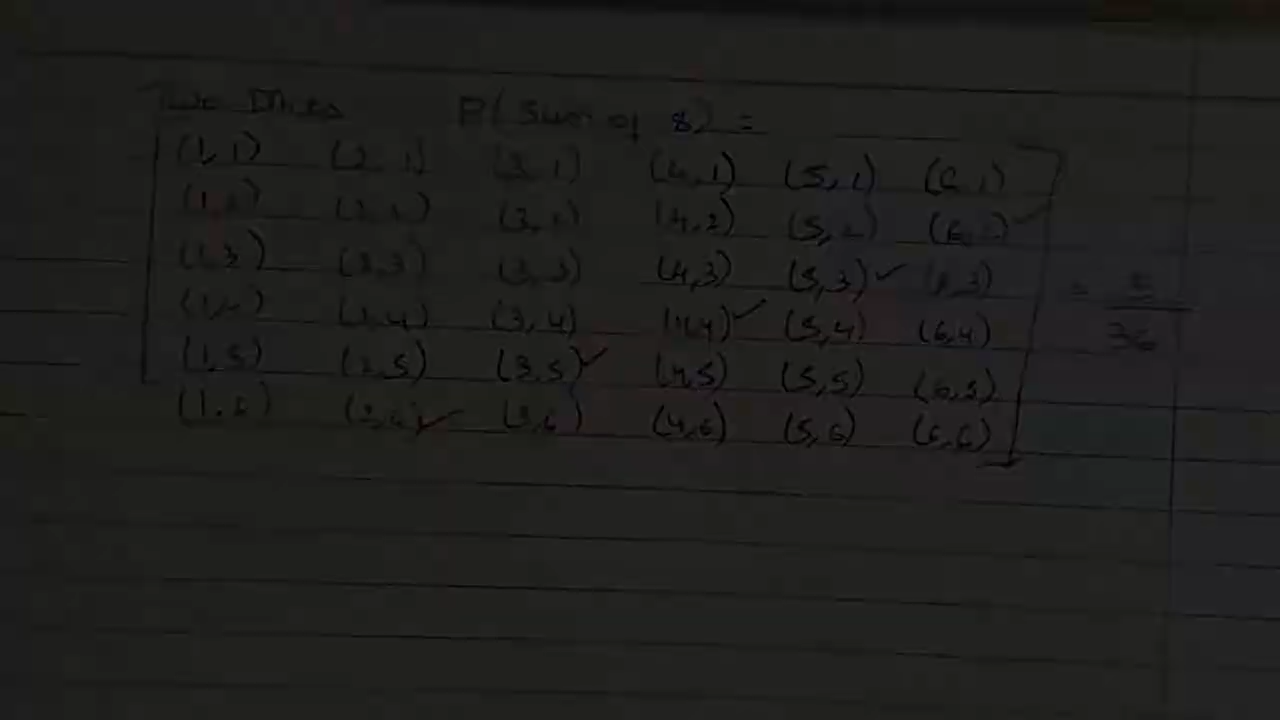 Two Dices P(Sum of 8) =
(1,1) (2,1) (3,1) (4,1) (5,1) (6,1)
(1,2) (2,2) (3,2) (4,2) (5,2) (6,2) ✓
(1,3) (2,3) (3,3) (4,3) (5,3) ✓ (6,3)
(1,4) (2,4) (3,4) (4,4) ✓ (5,4) (6,4)
(1,5) (2,5) (3,5) ✓ (4,5) (5,5) (6,5)
(1,6) (2,6) ✓ (3,6) (4,6) (5,6) (6,6)
= 5/36